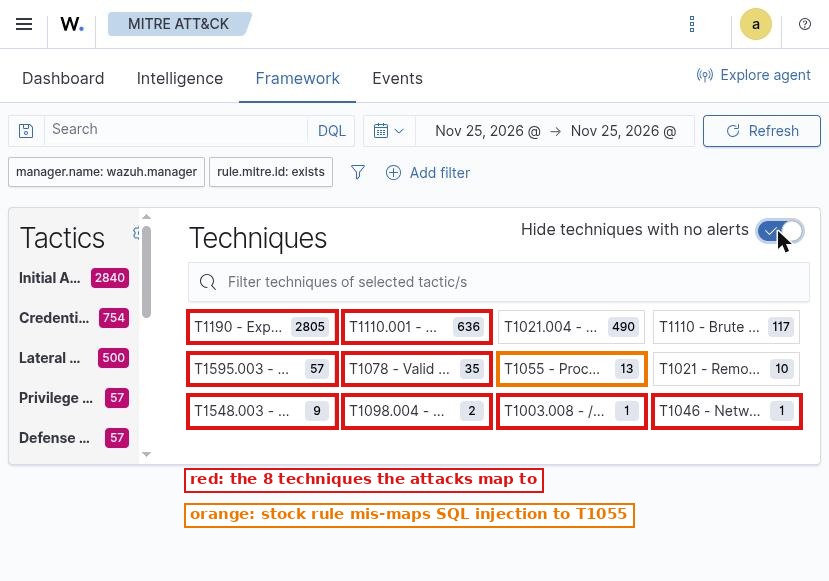 W.
MITRE ATT&CK
a
Dashboard
Intelligence
Framework
Events
Explore agent
Search
DQL
Nov 25, 2026 @ → Nov 25, 2026 @
Refresh
manager.name: wazuh.manager
rule.mitre.id: exists
Add filter
Tactics
Initial A... 2840
Credenti... 754
Lateral ... 500
Privilege ... 57
Defense ... 57
Techniques
Hide techniques with no alerts
Filter techniques of selected tactic/s
T1190 - Exp... 2805
T1110.001 - ... 636
T1021.004 - ... 490
T1110 - Brute ... 117
T1595.003 - ... 57
T1078 - Valid ... 35
T1055 - Proc... 13
T1021 - Remo... 10
T1548.003 - ... 9
T1098.004 - ... 2
T1003.008 - /... 1
T1046 - Netw... 1
red: the 8 techniques the attacks map to
orange: stock rule mis-maps SQL injection to T1055